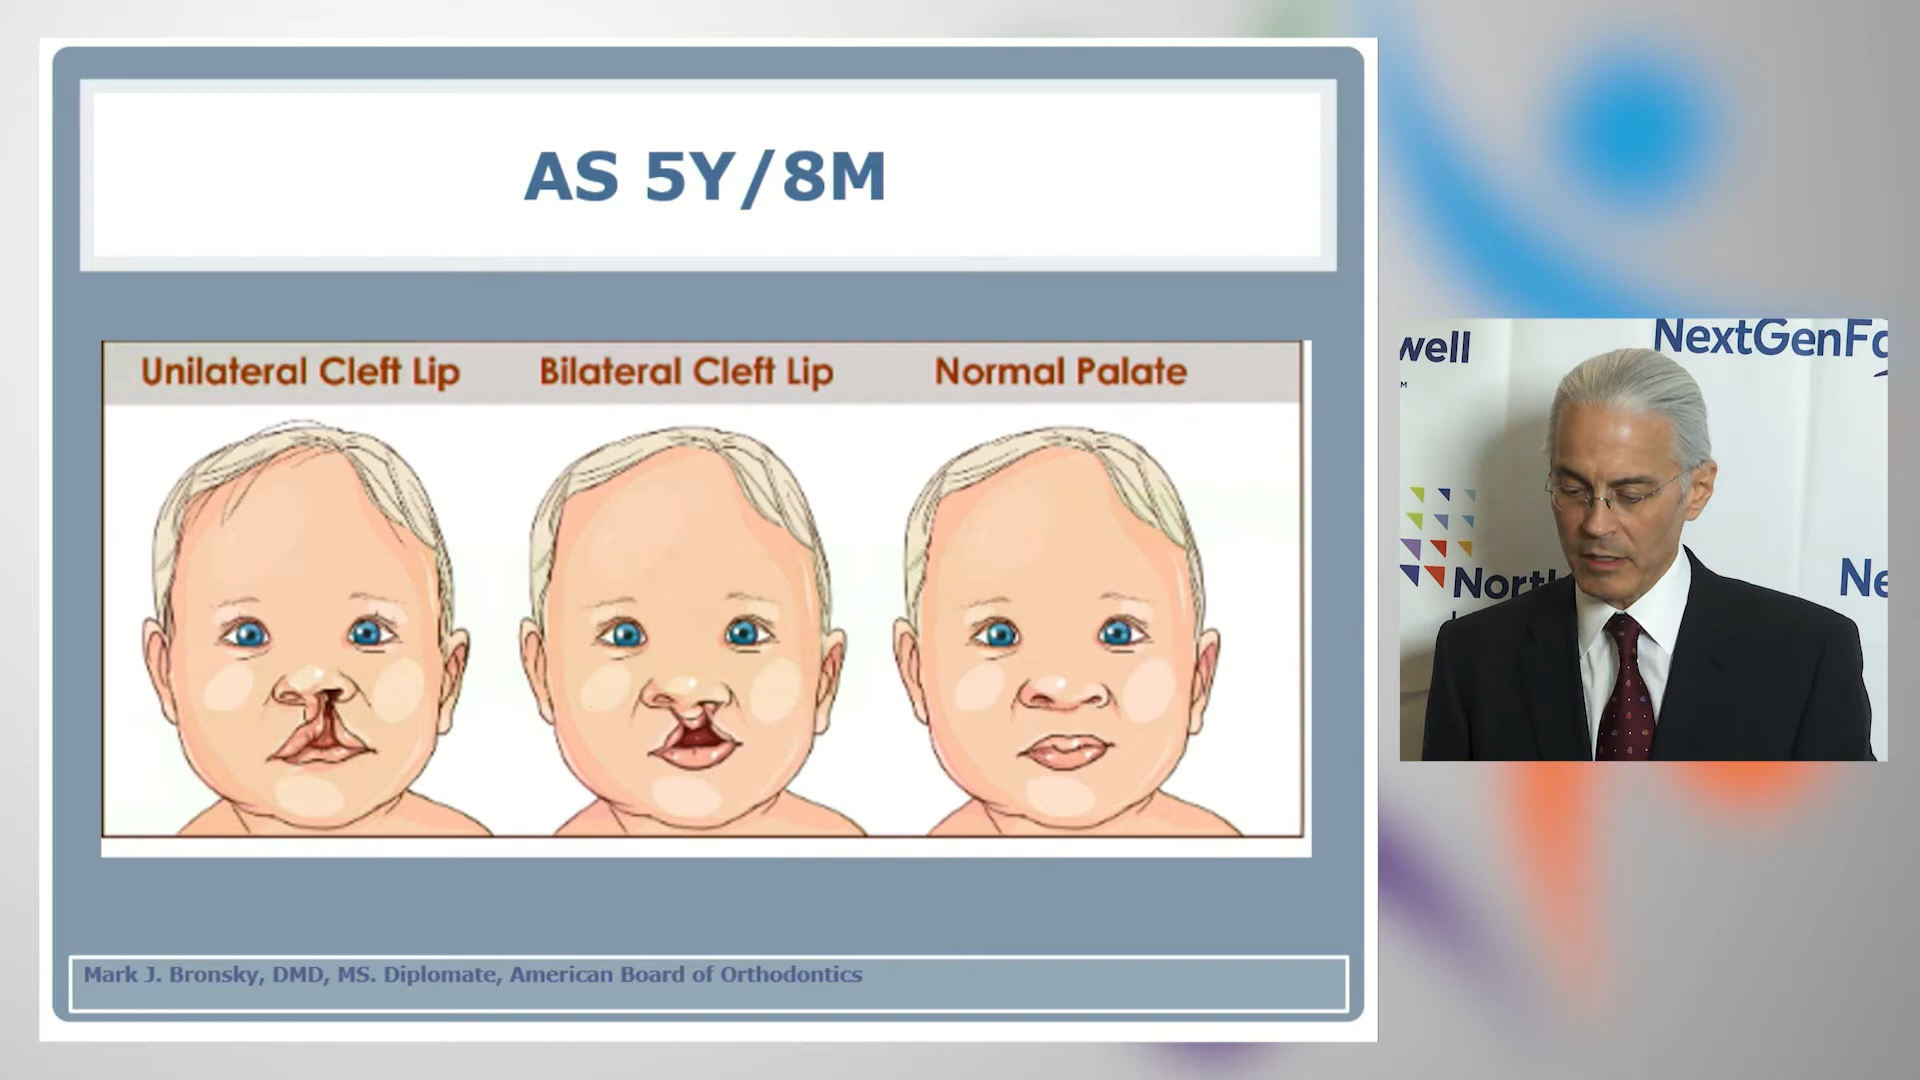 AS 5Y/8M
Unilateral Cleft Lip Bilateral Cleft Lip Normal Palate
Mark J. Bronsky, DMD, MS. Diplomate, American Board of Orthodontics
well
NextGenFa
Nort
Ne